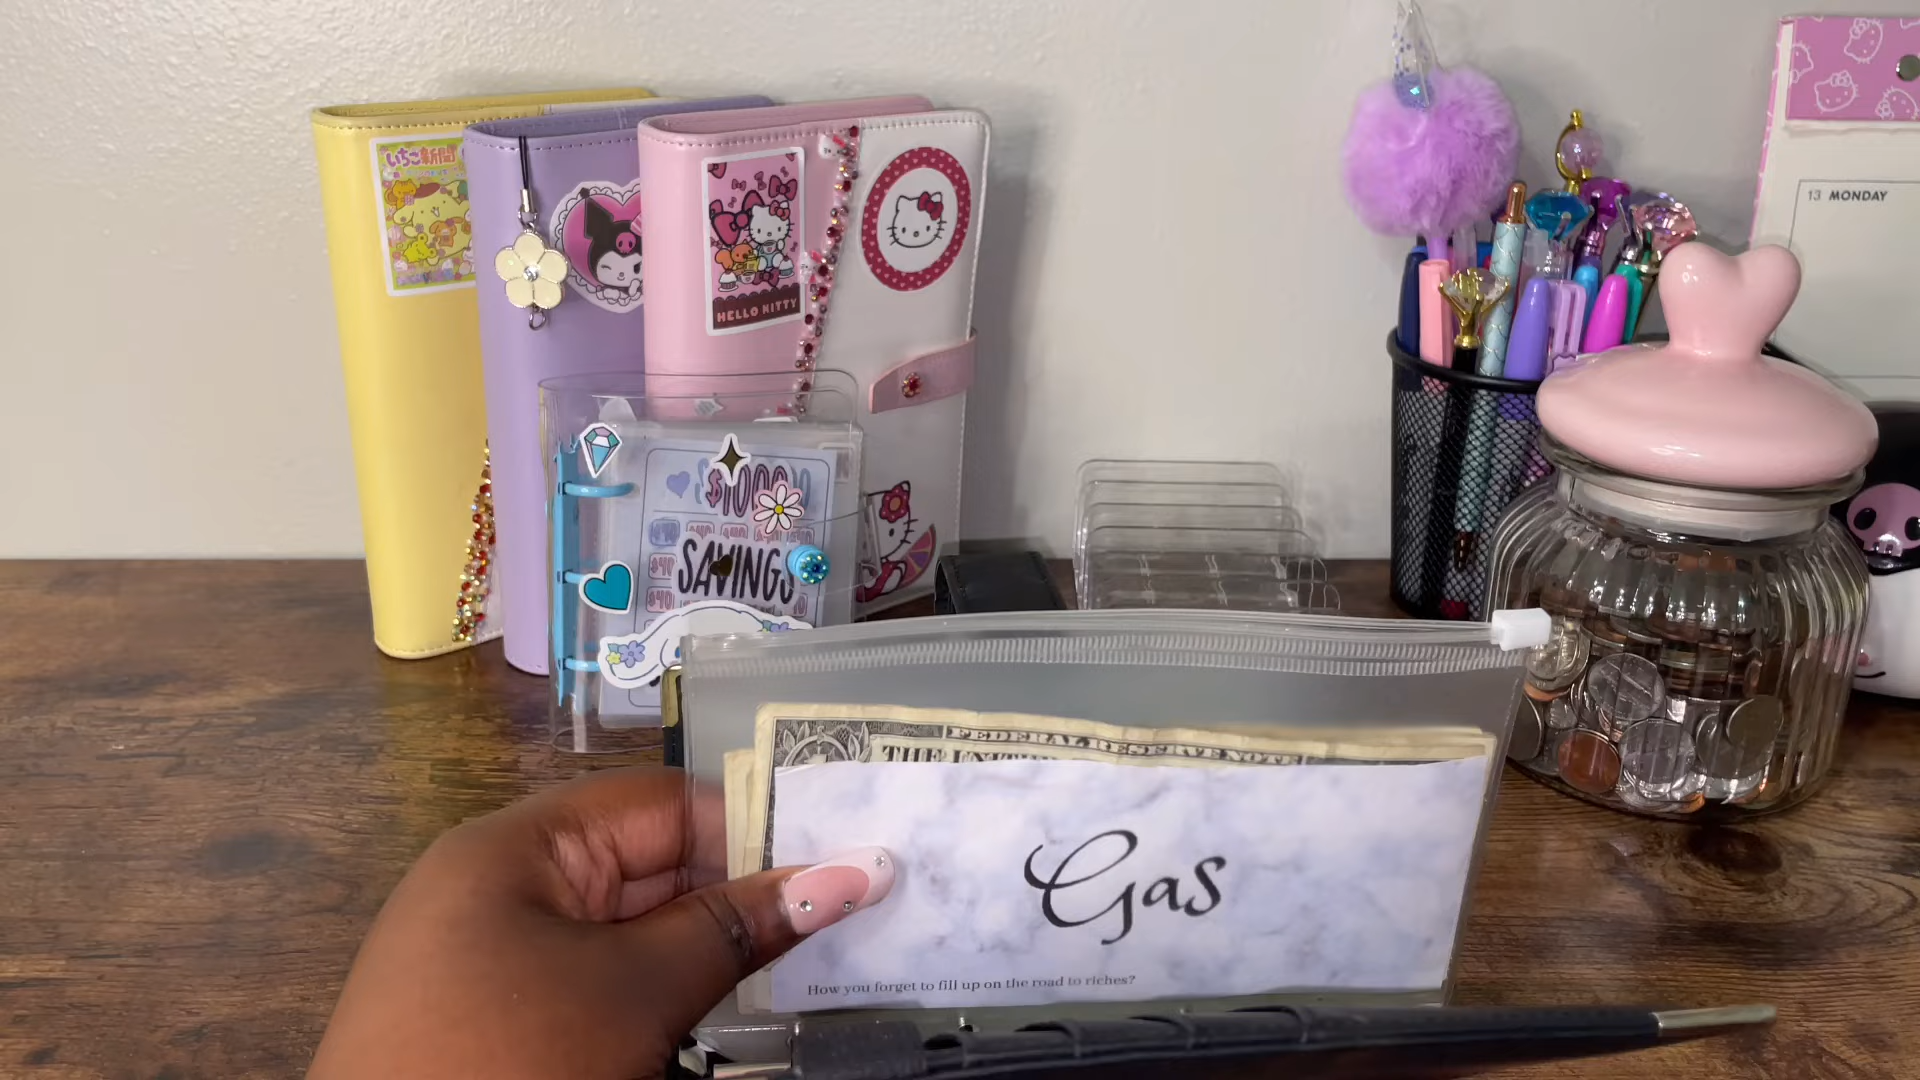 いちご新聞
HELLO KITTY
13 MONDAY
$1000
SAVINGS
FEDERAL RESERVE NOTE
THE UNITED
Gas
How you forget to fill up on the road to riches?